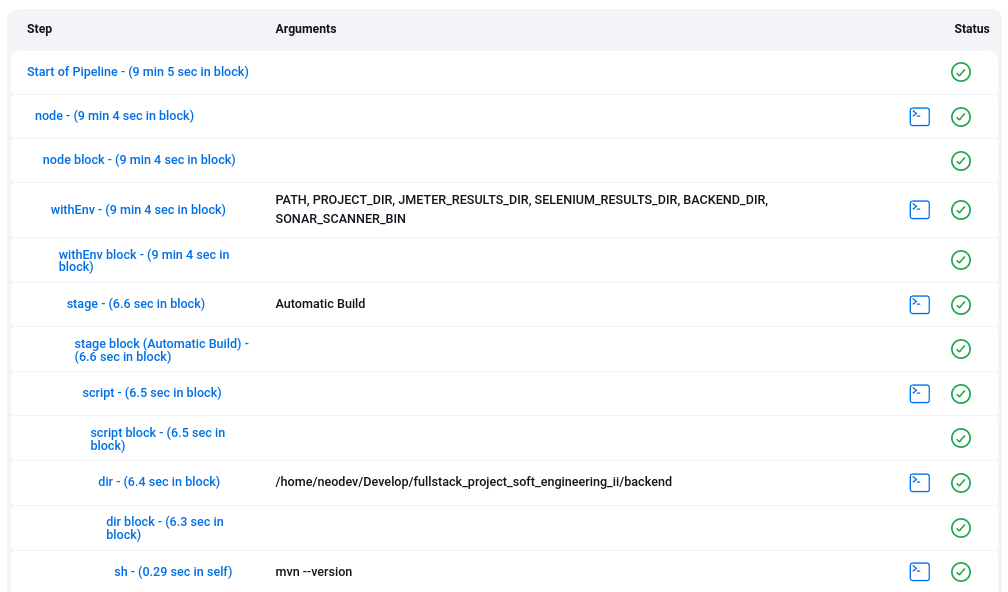 Step Arguments Status
Start of Pipeline - (9 min 5 sec in block)
node - (9 min 4 sec in block)
node block - (9 min 4 sec in block)
withEnv - (9 min 4 sec in block)
PATH, PROJECT_DIR, JMETER_RESULTS_DIR, SELENIUM_RESULTS_DIR, BACKEND_DIR,
SONAR_SCANNER_BIN
withEnv block - (9 min 4 sec in
block)
stage - (6.6 sec in block) Automatic Build
stage block (Automatic Build) -
(6.6 sec in block)
script - (6.5 sec in block)
script block - (6.5 sec in
block)
dir - (6.4 sec in block) /home/neodev/Develop/fullstack_project_soft_engineering_ii/backend
dir block - (6.3 sec in
block)
sh - (0.29 sec in self) mvn --version